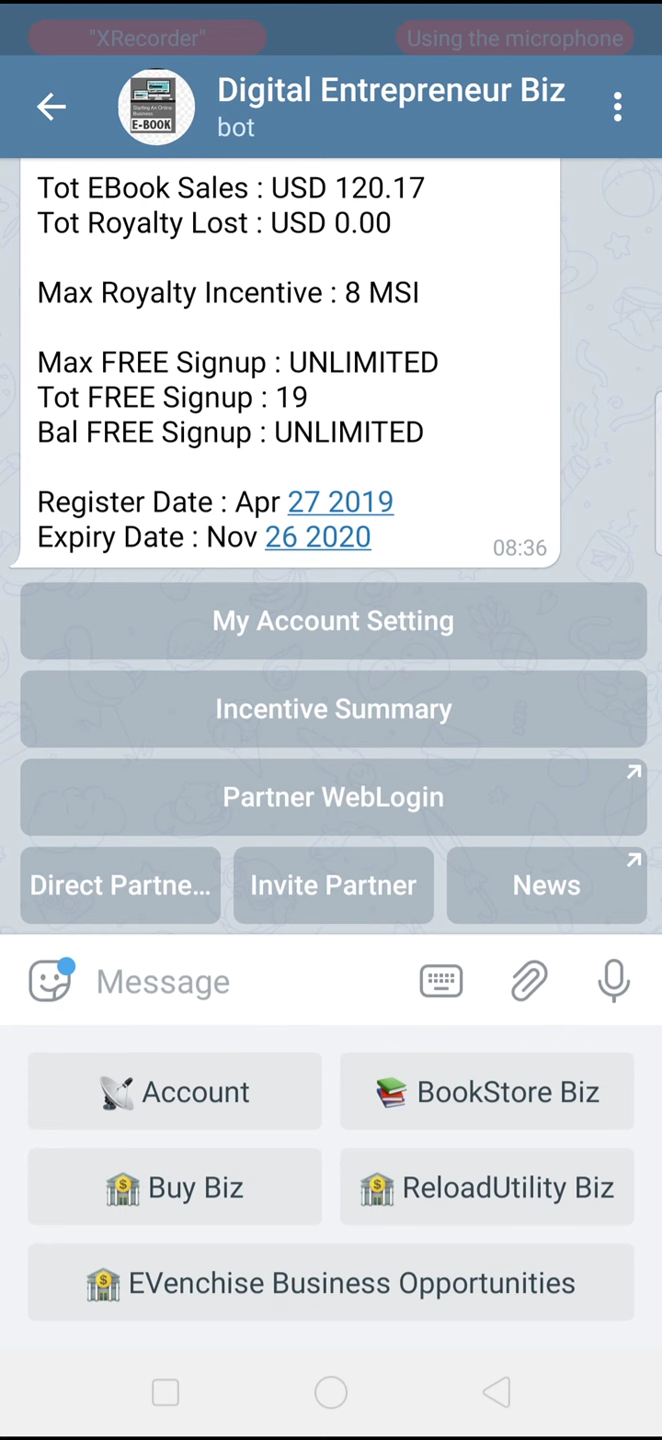 "XRecorder"
Using the microphone
Digital Entrepreneur Biz
bot
E-BOOK
Tot EBook Sales : USD 120.17
Tot Royalty Lost : USD 0.00
Max Royalty Incentive : 8 MSI
Max FREE Signup : UNLIMITED
Tot FREE Signup : 19
Bal FREE Signup : UNLIMITED
Register Date : Apr 27 2019
Expiry Date : Nov 26 2020
08:36
My Account Setting
Incentive Summary
Partner WebLogin
Direct Partne...
Invite Partner
News
Message
Account
BookStore Biz
Buy Biz
ReloadUtility Biz
EVenchise Business Opportunities